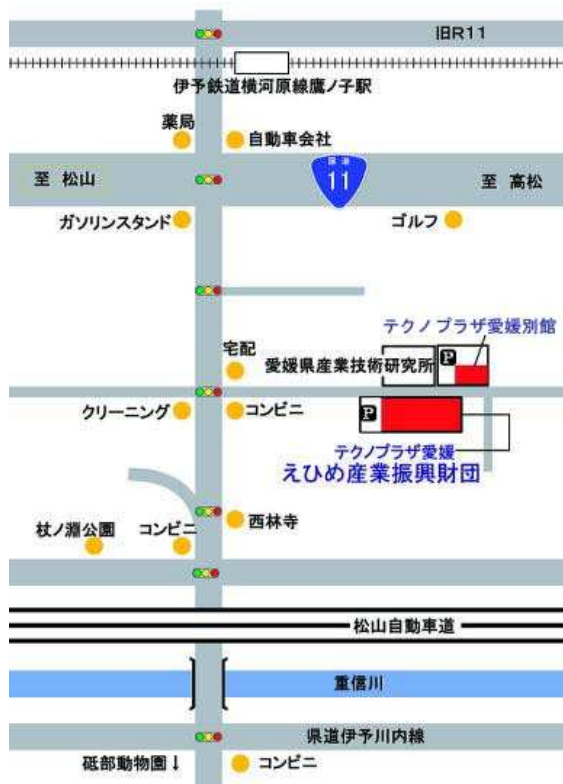 旧R11
伊予鉄道横河原線鷹ノ子駅
薬局
自動車会社
至 松山
国道
11
至 高松
ガソリンスタンド
ゴルフ
テクノプラザ愛媛別館
宅配
愛媛県産業技術研究所
P
クリーニング
コンビニ
P
テクノプラザ愛媛
えひめ産業振興財団
西林寺
杖ノ淵公園
コンビニ
松山自動車道
重信川
県道伊予川内線
砥部動物園↓
コンビニ